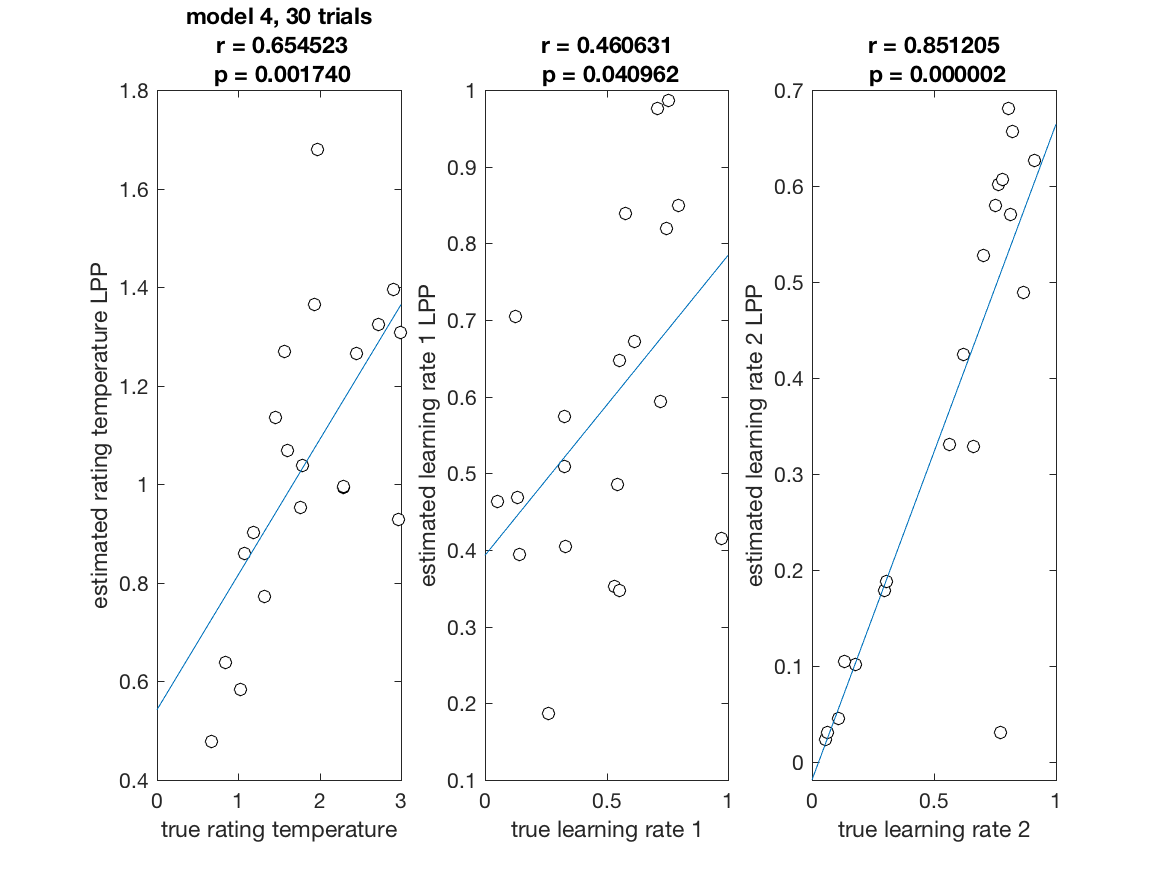 model 4, 30 trials
r = 0.654523
p = 0.001740
1.8
1.6
1.4
1.2
1
0.8
0.6
0.4
0 1 2 3
estimated rating temperature LPP
true rating temperature
r = 0.460631
p = 0.040962
1
0.9
0.8
0.7
0.6
0.5
0.4
0.3
0.2
0.1
0 0.5 1
estimated learning rate 1 LPP
true learning rate 1
r = 0.851205
p = 0.000002
0.7
0.6
0.5
0.4
0.3
0.2
0.1
0
0 0.5 1
estimated learning rate 2 LPP
true learning rate 2